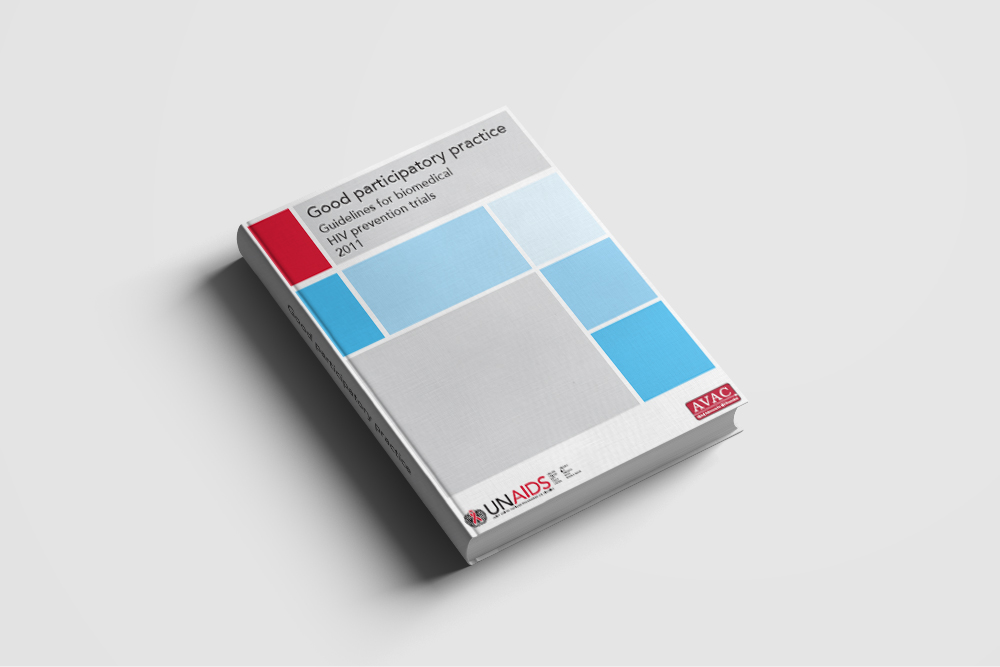 Good participatory practice
Guidelines for biomedical
HIV prevention trials
2011
Good participatory practice
UNAIDS
AVAC